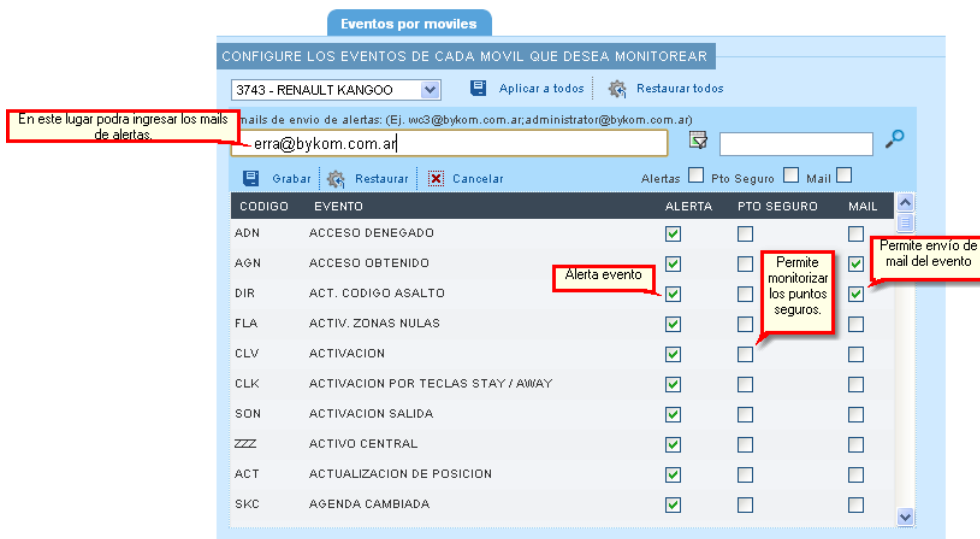 Eventos por moviles
CONFIGURE LOS EVENTOS DE CADA MOVIL QUE DESEA MONITOREAR
3743 - RENAULT KANGOO
Aplicar a todos
Restaurar todos
En este lugar podra ingresar los mails
de alertas.
mails de envio de alertas: (Ej. wc3@bykom.com.ar;administrator@bykom.com.ar)
erra@bykom.com.ar
Grabar
Restaurar
Cancelar
Alertas
Pto Seguro
Mail
CODIGO EVENTO ALERTA PTO SEGURO MAIL
ADN ACCESO DENEGADO
AGN ACCESO OBTENIDO
DIR ACT. CODIGO ASALTO
FLA ACTIV. ZONAS NULAS
CLV ACTIVACION
CLK ACTIVACION POR TECLAS STAY / AWAY
SON ACTIVACION SALIDA
ZZZ ACTIVO CENTRAL
ACT ACTUALIZACION DE POSICION
SKC AGENDA CAMBIADA
Alerta evento
Permite
monitorizar
los puntos
seguros.
Permite envío de
mail del evento